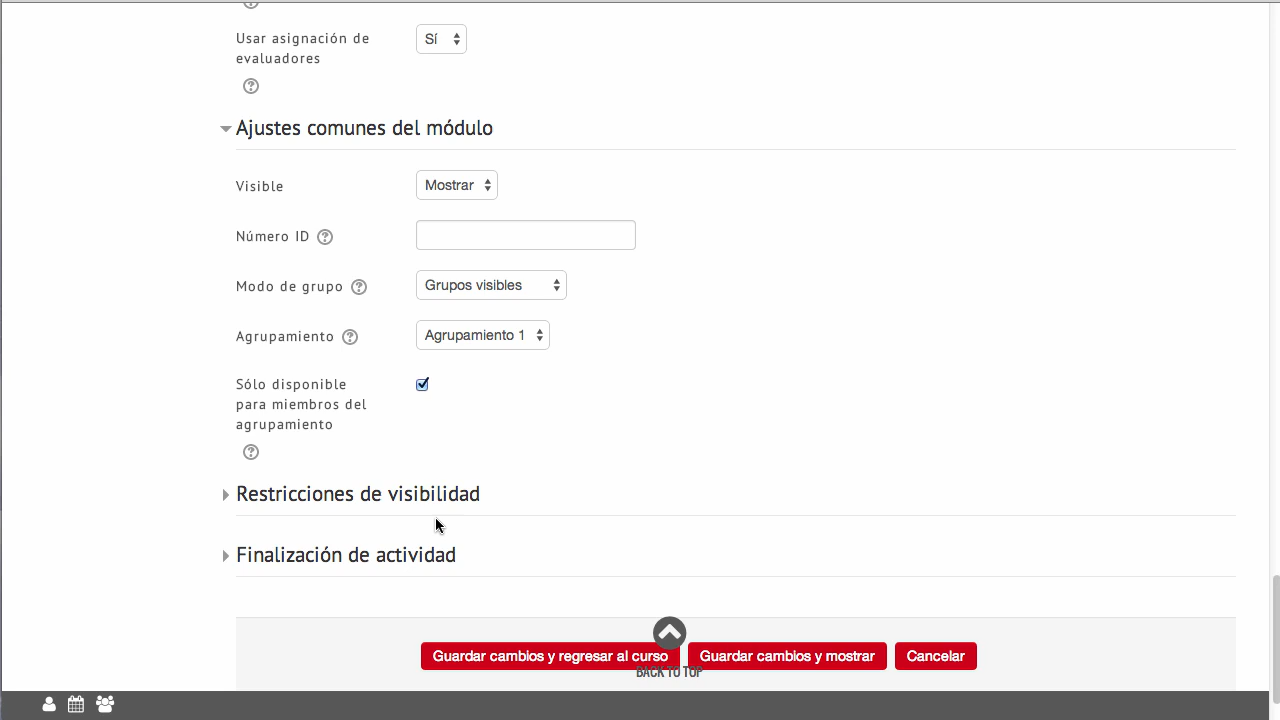 Usar asignación de
evaluadores
Sí
Ajustes comunes del módulo
Visible
Mostrar
Número ID
Modo de grupo
Grupos visibles
Agrupamiento
Agrupamiento 1
Sólo disponible
para miembros del
agrupamiento
Restricciones de visibilidad
Finalización de actividad
Guardar cambios y regresar al curso
Guardar cambios y mostrar
Cancelar
BACK TO TOP